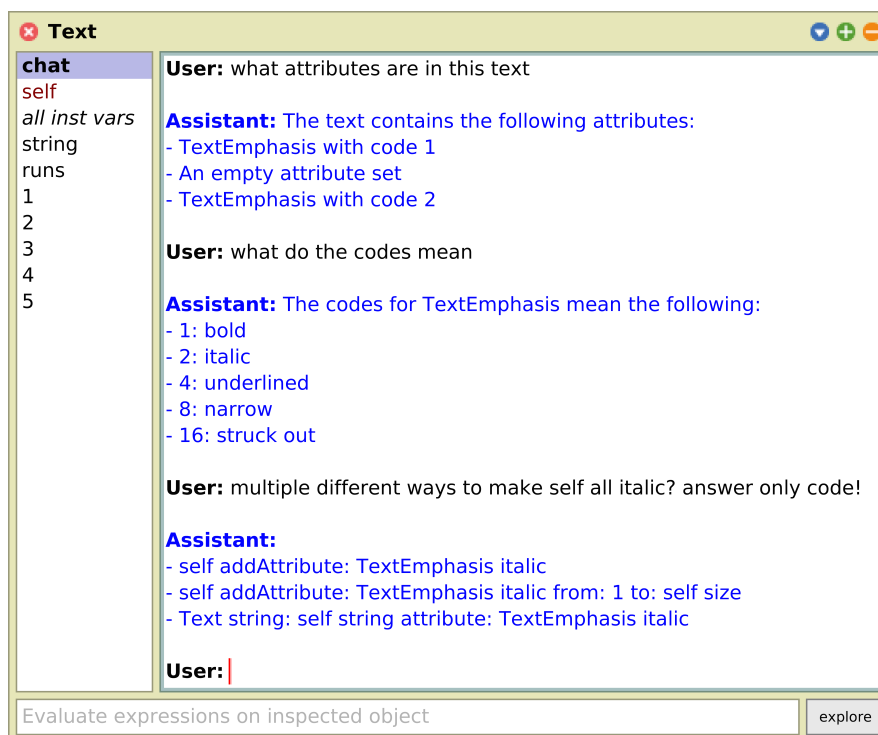 Text
chat
self
all inst vars
string
runs
1
2
3
4
5
User: what attributes are in this text
Assistant: The text contains the following attributes:
- TextEmphasis with code 1
- An empty attribute set
- TextEmphasis with code 2
User: what do the codes mean
Assistant: The codes for TextEmphasis mean the following:
- 1: bold
- 2: italic
- 4: underlined
- 8: narrow
- 16: struck out
User: multiple different ways to make self all italic? answer only code!
Assistant:
- self addAttribute: TextEmphasis italic
- self addAttribute: TextEmphasis italic from: 1 to: self size
- Text string: self string attribute: TextEmphasis italic
User:
Evaluate expressions on inspected object
explore